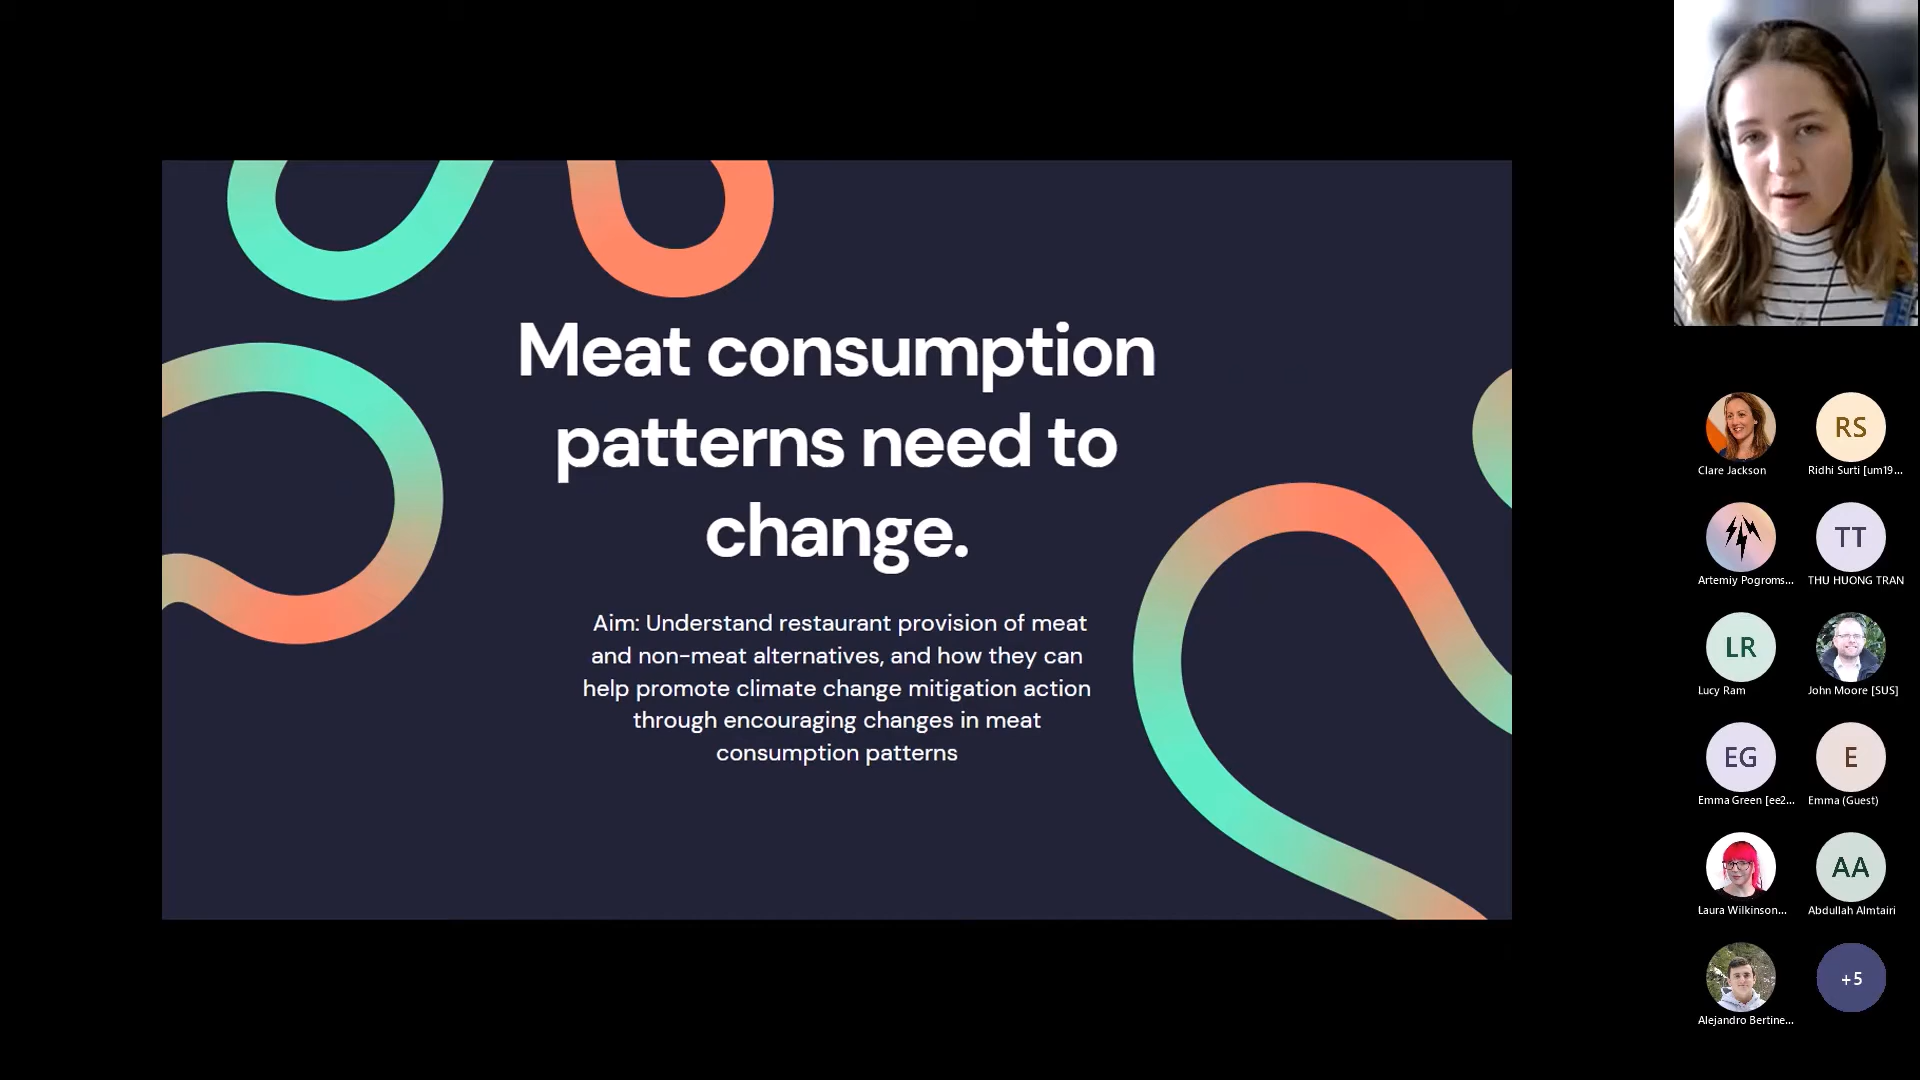 Meat consumption
patterns need to
change.
Aim: Understand restaurant provision of meat
and non-meat alternatives, and how they can
help promote climate change mitigation action
through encouraging changes in meat
consumption patterns
Clare Jackson
RS
Ridhi Surti [um19...
Artemiy Pogroms...
TT
THU HUONG TRAN
LR
Lucy Ram
John Moore [SUS]
EG
Emma Green [ee2...
E
Emma (Guest)
Laura Wilkinson...
AA
Abdullah Almtairi
Alejandro Bertine...
+5